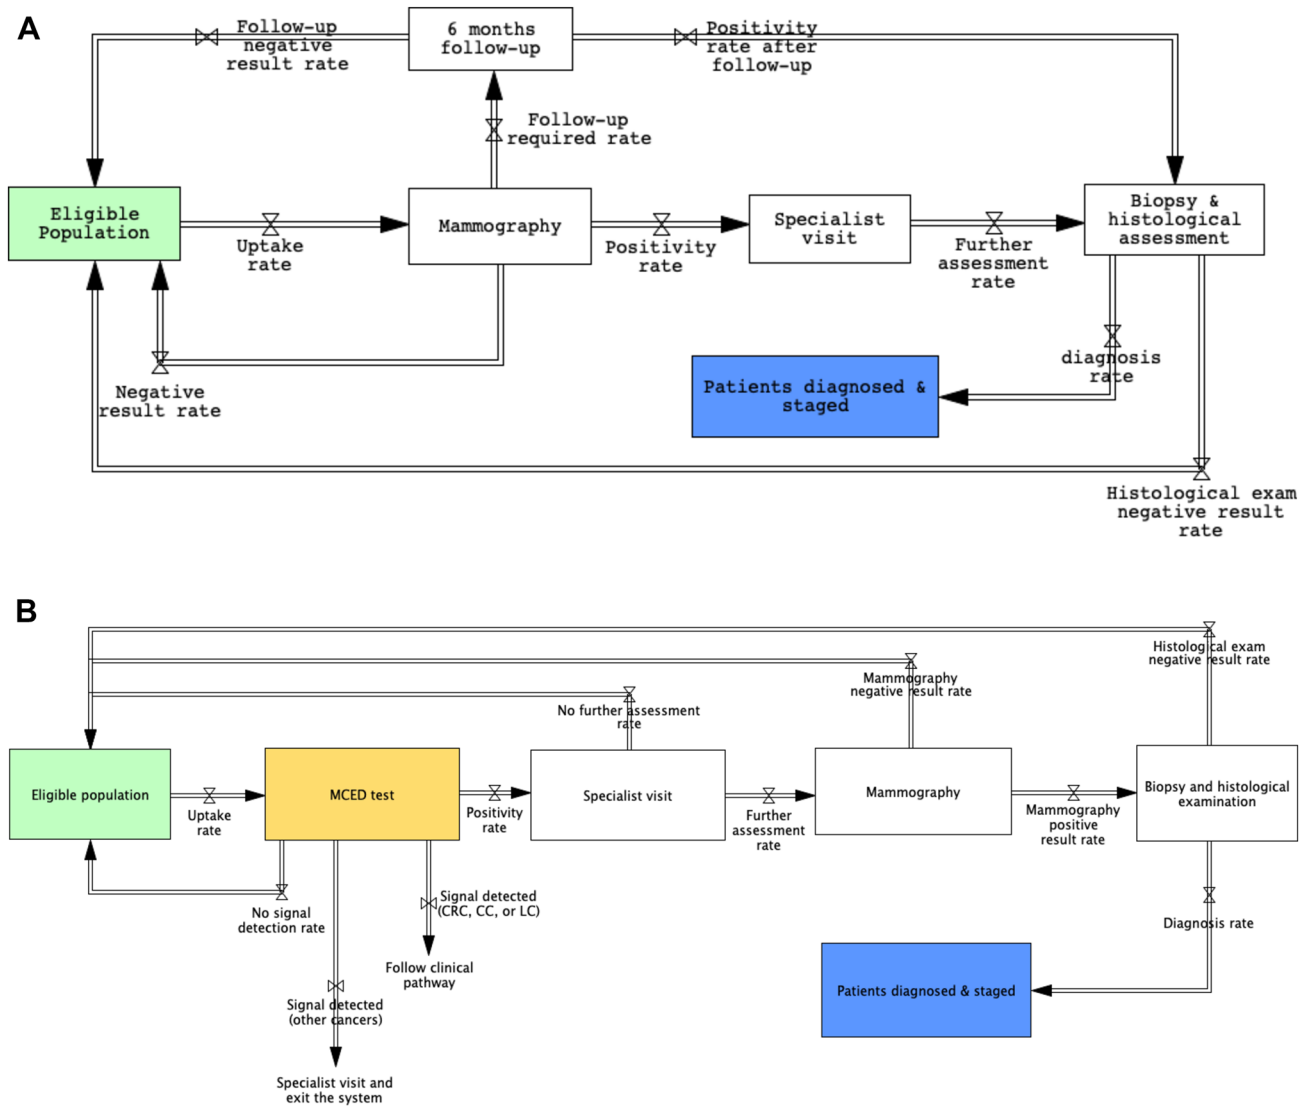 A
Follow-up
negative
result rate
6 months
follow-up
Positivity
rate after
follow-up
Follow-up
required rate
Eligible
Population
Uptake
rate
Mammography
Positivity
rate
Specialist
visit
Further
assessment
rate
Biopsy &
histological
assessment
Negative
result rate
Patients diagnosed &
staged
diagnosis
rate
Histological exam
negative result
rate
B
Histological exam
negative result rate
Mammography
negative result rate
No further assessment
rate
Eligible population
Uptake
rate
MCED test
Positivity
rate
Specialist visit
Further
assessment
rate
Mammography
Mammography
positive
result rate
Biopsy and histological
examination
No signal
detection rate
Signal detected
(CRC, CC, or LC)
Follow clinical
pathway
Signal detected
(other cancers)
Specialist visit and
exit the system
Diagnosis rate
Patients diagnosed & staged